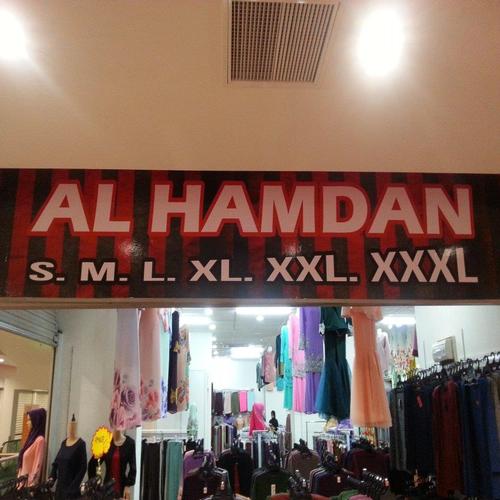 AL HAMDAN
S. M. L. XL. XXL. XXXL